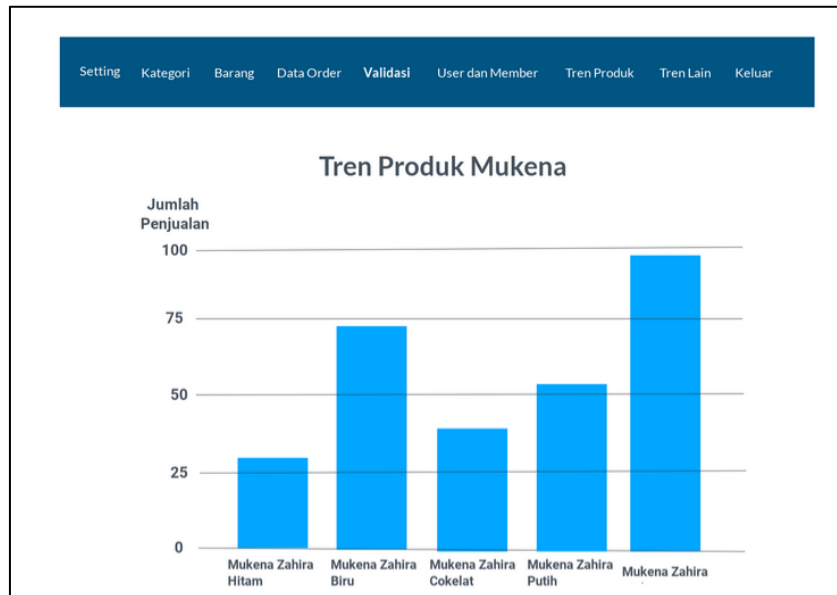 Setting Kategori Barang Data Order Validasi User dan Member Tren Produk Tren Lain Keluar
Tren Produk Mukena
Jumlah
Penjualan
100
75
50
25
0
Mukena Zahira Hitam
Mukena Zahira Biru
Mukena Zahira Cokelat
Mukena Zahira Putih
Mukena Zahira